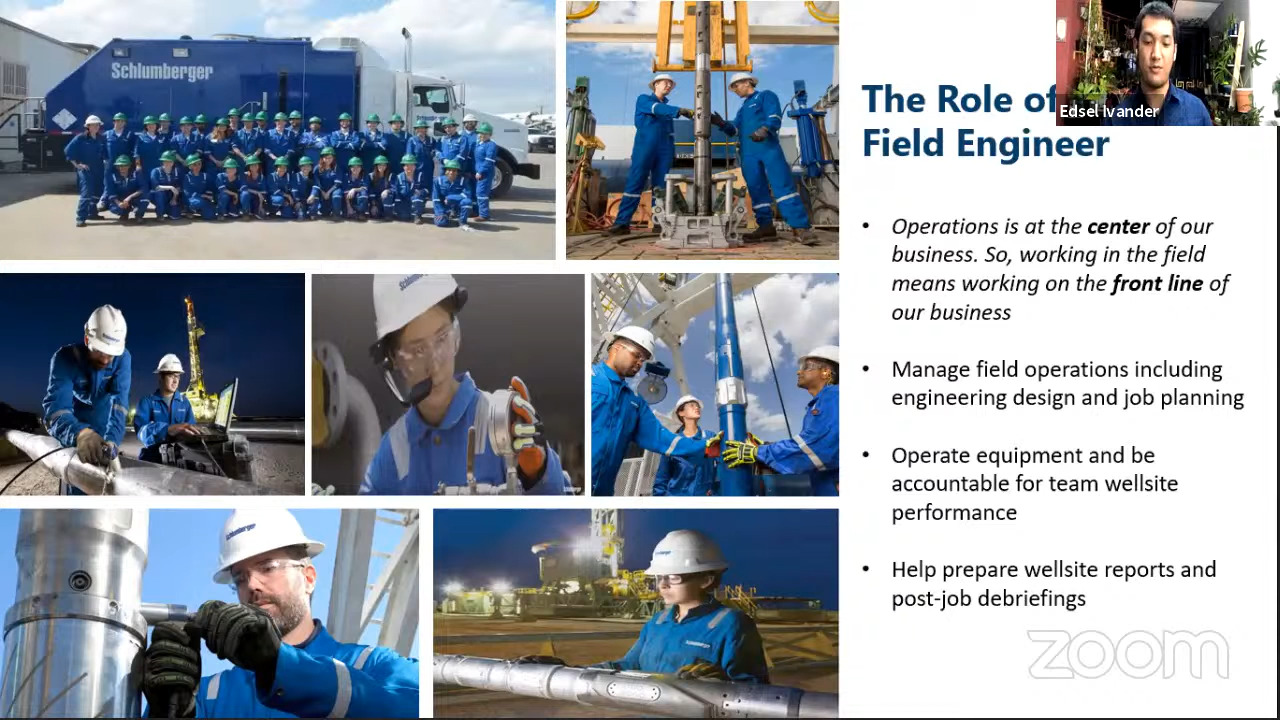 Schlumberger
The Role of
Field Engineer
Edsel Ivander
• Operations is at the center of our
business. So, working in the field
means working on the front line of
our business
• Manage field operations including
engineering design and job planning
• Operate equipment and be
accountable for team wellsite
performance
• Help prepare wellsite reports and
post-job debriefings
zoom
Schlumberger
Schlumberger
Schlumberger